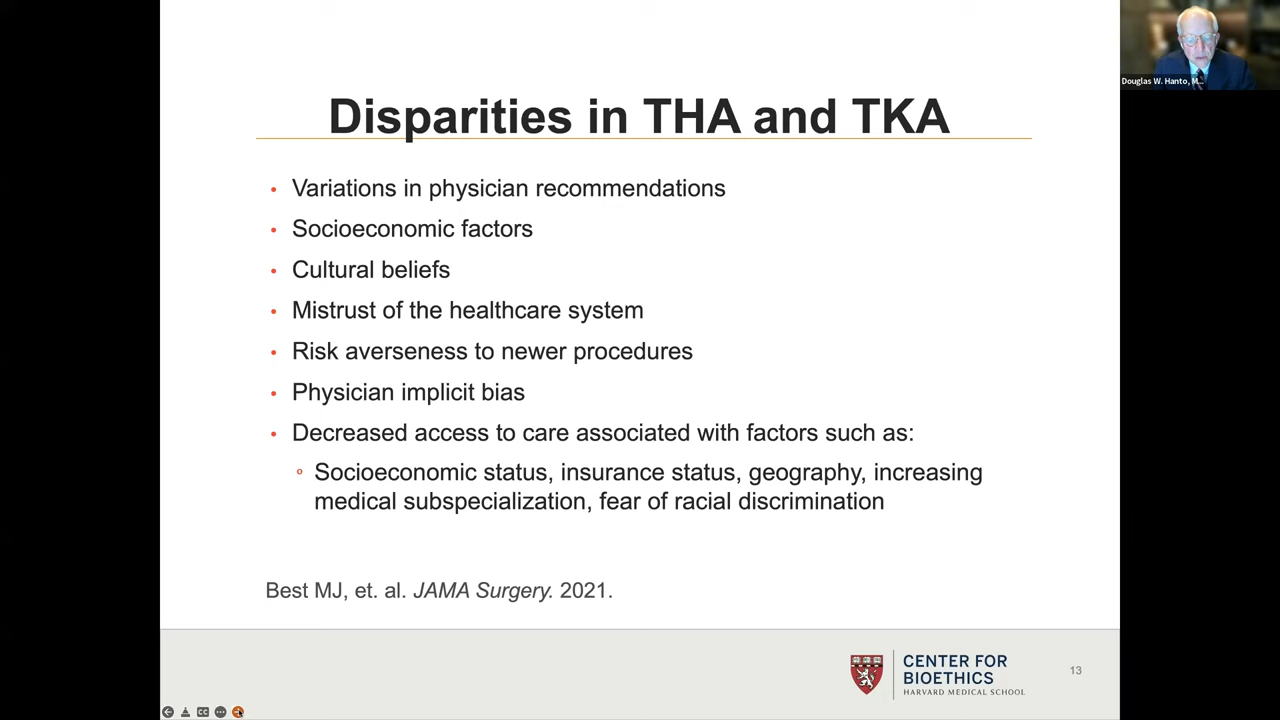 Disparities in THA and TKA
Variations in physician recommendations
Socioeconomic factors
Cultural beliefs
Mistrust of the healthcare system
Risk averseness to newer procedures
Physician implicit bias
Decreased access to care associated with factors such as:
Socioeconomic status, insurance status, geography, increasing
medical subspecialization, fear of racial discrimination
Best MJ, et. al. JAMA Surgery. 2021.
CENTER FOR
BIOETHICS
HARVARD MEDICAL SCHOOL
13
Douglas W. Hanto, M...
CC